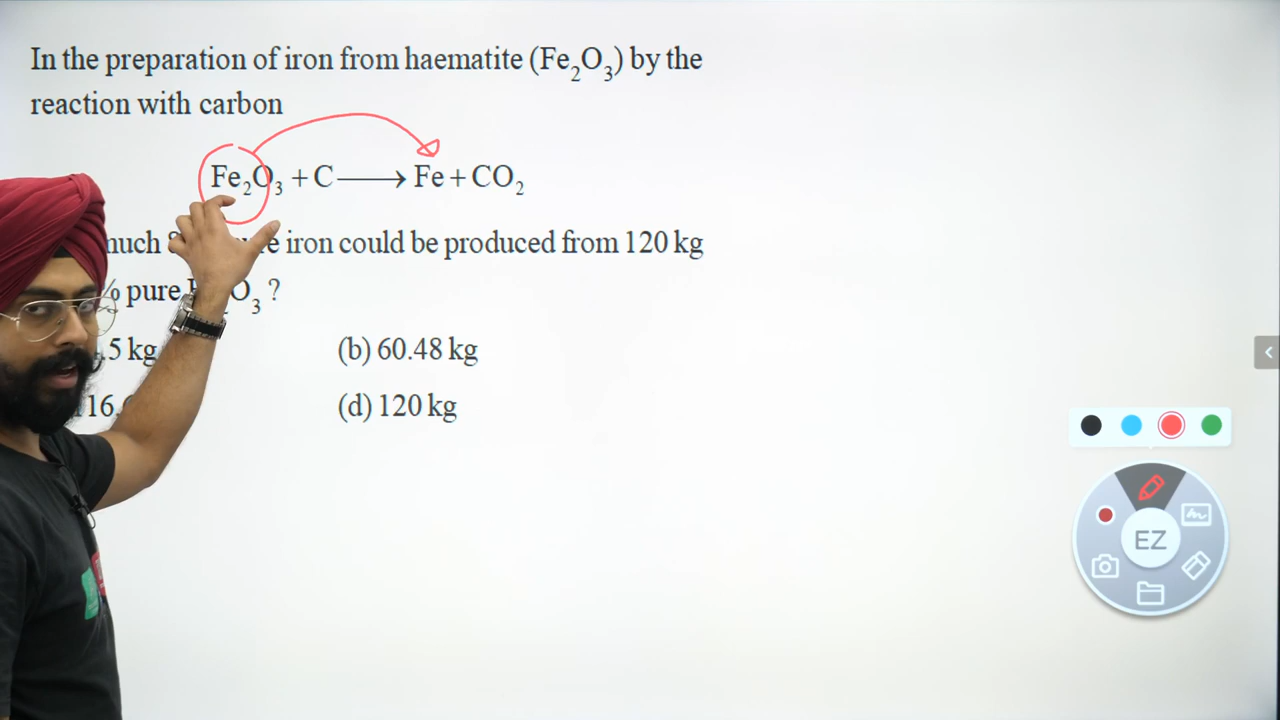 In the preparation of iron from haematite (Fe₂O₃) by the
reaction with carbon
Fe₂O₃ + C ⟶ Fe + CO₂
iron could be produced from 120 kg
% pure O₃ ?
.5 kg (b) 60.48 kg
16. (d) 120 kg
EZ